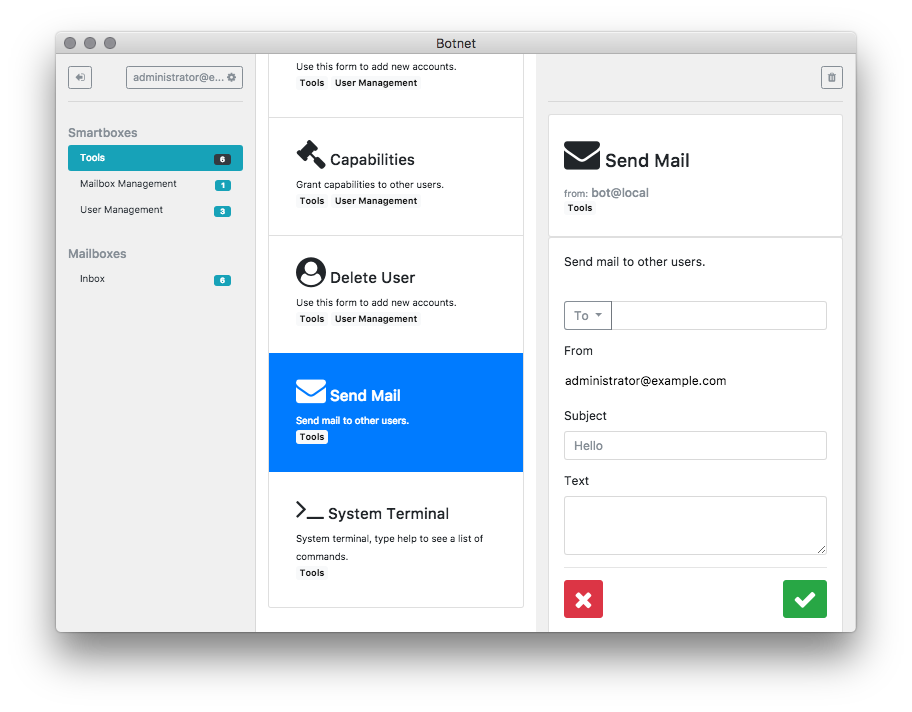 Botnet
administrator@e...
Smartboxes
Tools 6
Mailbox Management 1
User Management 3
Mailboxes
Inbox 6
Use this form to add new accounts.
Tools User Management
Capabilities
Grant capabilities to other users.
Tools User Management
Delete User
Use this form to add new accounts.
Tools User Management
Send Mail
Send mail to other users.
Tools
System Terminal
System terminal, type help to see a list of
commands.
Tools
Send Mail
from: bot@local
Tools
Send mail to other users.
To
From
administrator@example.com
Subject
Hello
Text